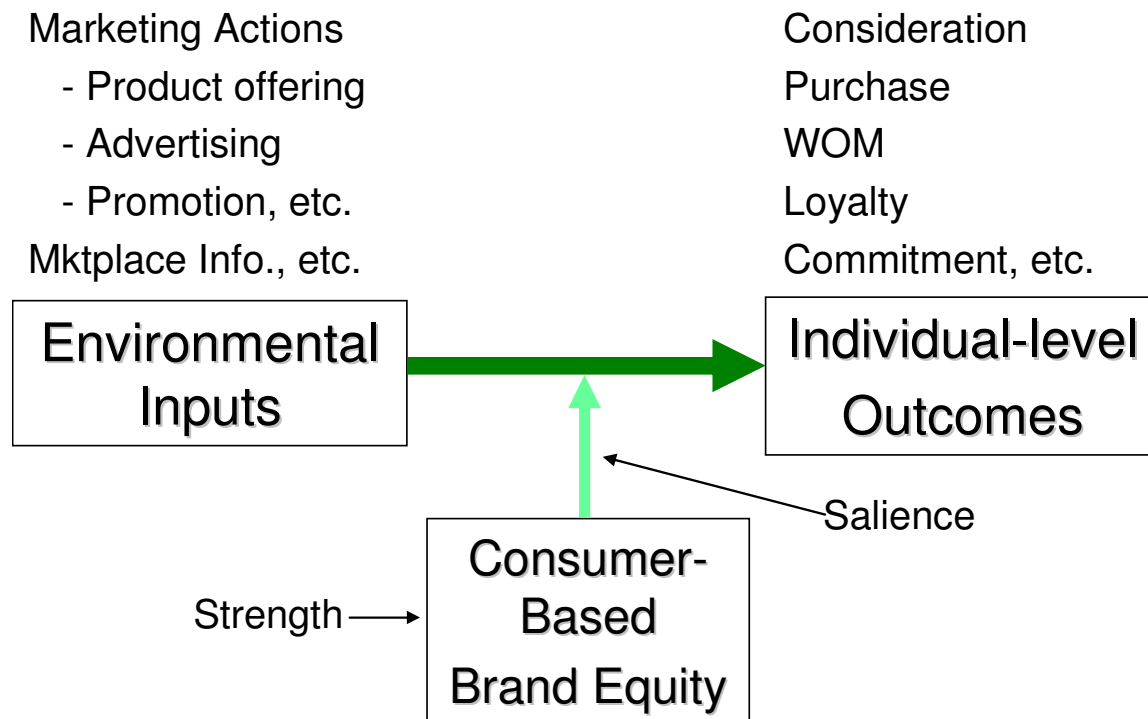 Marketing Actions
- Product offering
- Advertising
- Promotion, etc.
Mktplace Info., etc.
Consideration
Purchase
WOM
Loyalty
Commitment, etc.
Environmental
Inputs
Individual-level
Outcomes
Salience
Strength
Consumer-
Based
Brand Equity